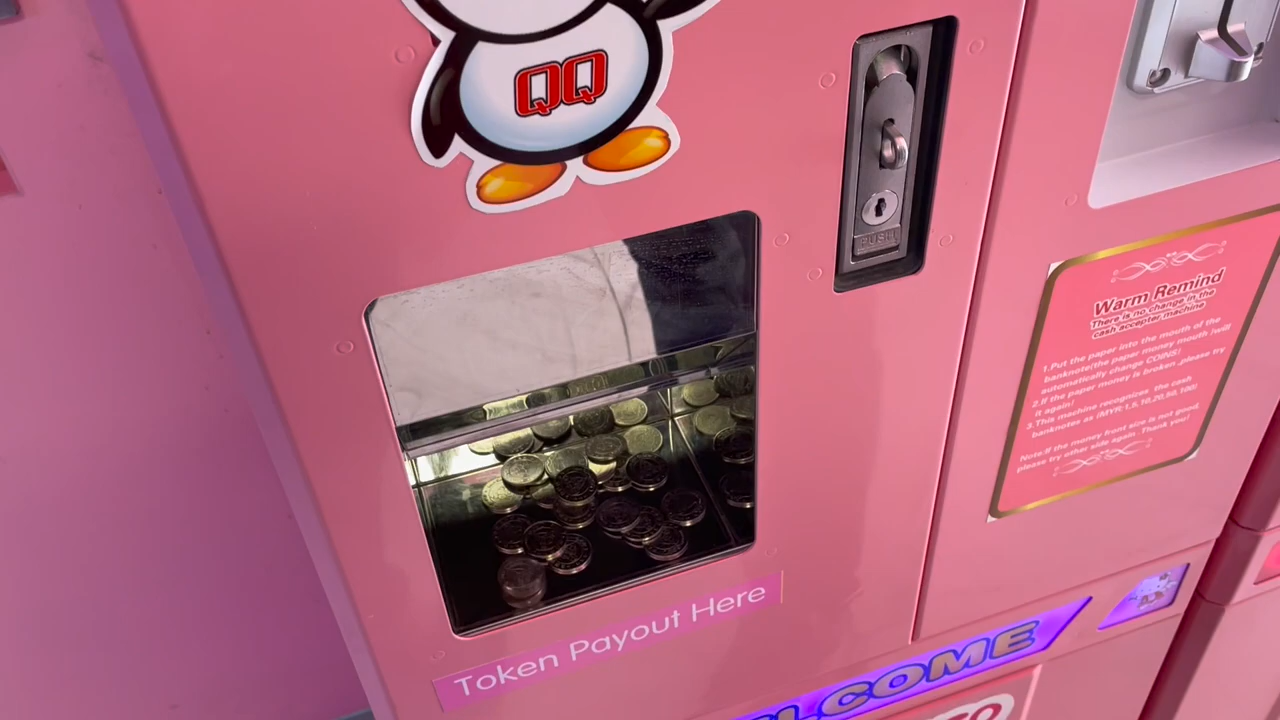 QQ
PUSH
Warm Remind
There is no change in the
cash accepter machine
1.Put the paper into the mouth of the
banknote(the paper money mouth )will
automatically change COINS!
2.If the paper money is broken ,please try
it again!
3.This machine recognizes the cash
banknotes as (MYR:1,5,10,20,50,100)
Note:If the money front size is not good,
please try other side again . Thank you!
Token Payout Here
LCOME